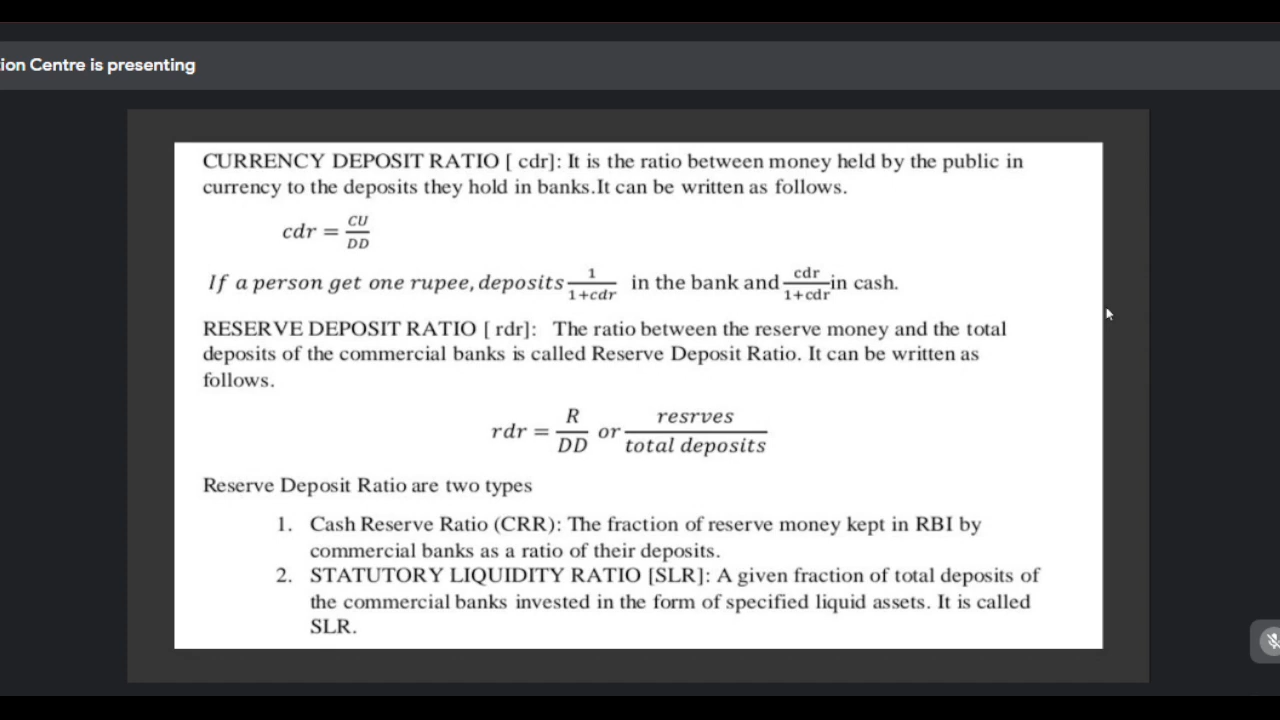 ion Centre is presenting
CURRENCY DEPOSIT RATIO [ cdr]: It is the ratio between money held by the public in
currency to the deposits they hold in banks.It can be written as follows.
cdr = CU/DD
If a person get one rupee, deposits 1/1+cdr in the bank and cdr/1+cdr in cash.
RESERVE DEPOSIT RATIO [ rdr]: The ratio between the reserve money and the total
deposits of the commercial banks is called Reserve Deposit Ratio. It can be written as
follows.
rdr = R/DD or resrves/total deposits
Reserve Deposit Ratio are two types
1. Cash Reserve Ratio (CRR): The fraction of reserve money kept in RBI by
commercial banks as a ratio of their deposits.
2. STATUTORY LIQUIDITY RATIO [SLR]: A given fraction of total deposits of
the commercial banks invested in the form of specified liquid assets. It is called
SLR.